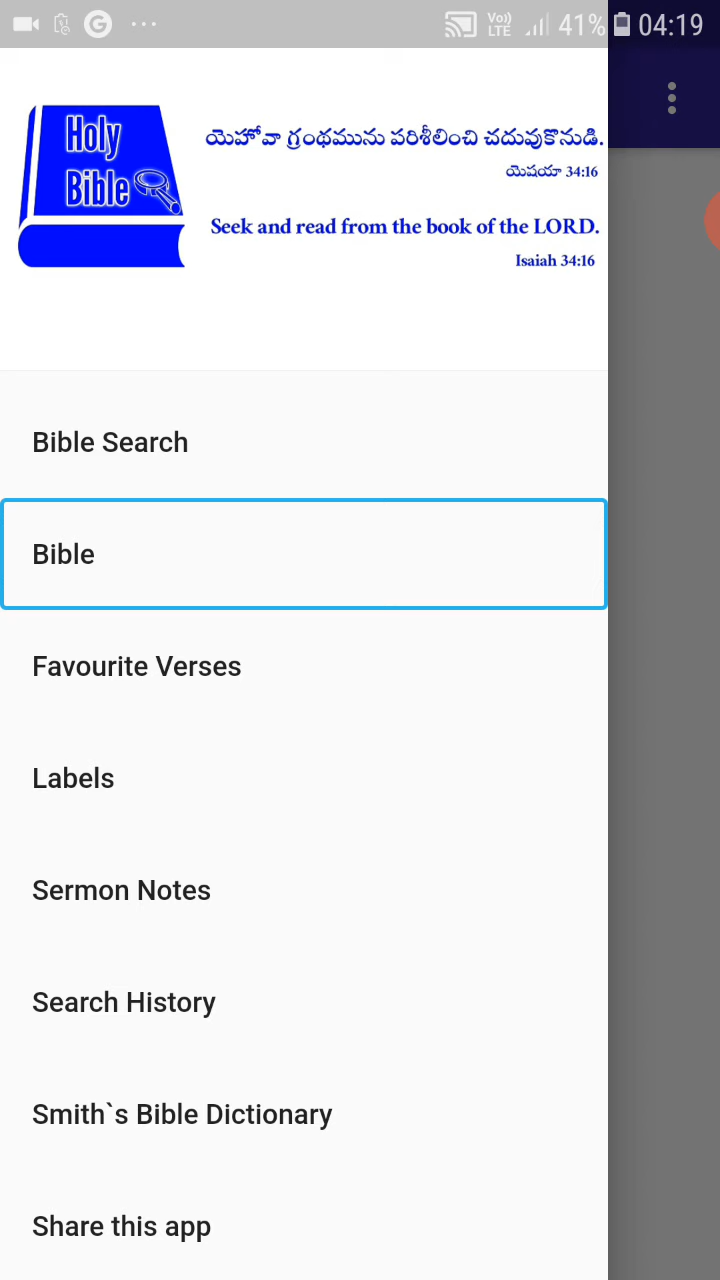 Vo))
LTE
41%
04:19
Holy
Bible
యెహోవా గ్రంథమును పరిశీలించి చదువుకొనుడి.
యెషయా 34:16
Seek and read from the book of the LORD.
Isaiah 34:16
Bible Search
Bible
Favourite Verses
Labels
Sermon Notes
Search History
Smith`s Bible Dictionary
Share this app